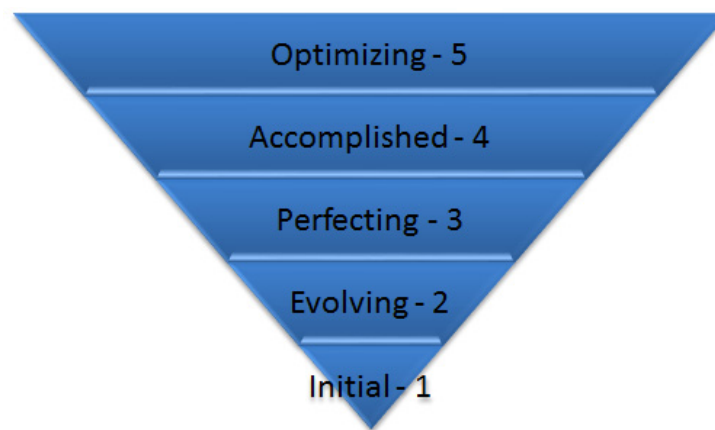 Optimizing - 5
Accomplished - 4
Perfecting - 3
Evolving - 2
Initial - 1